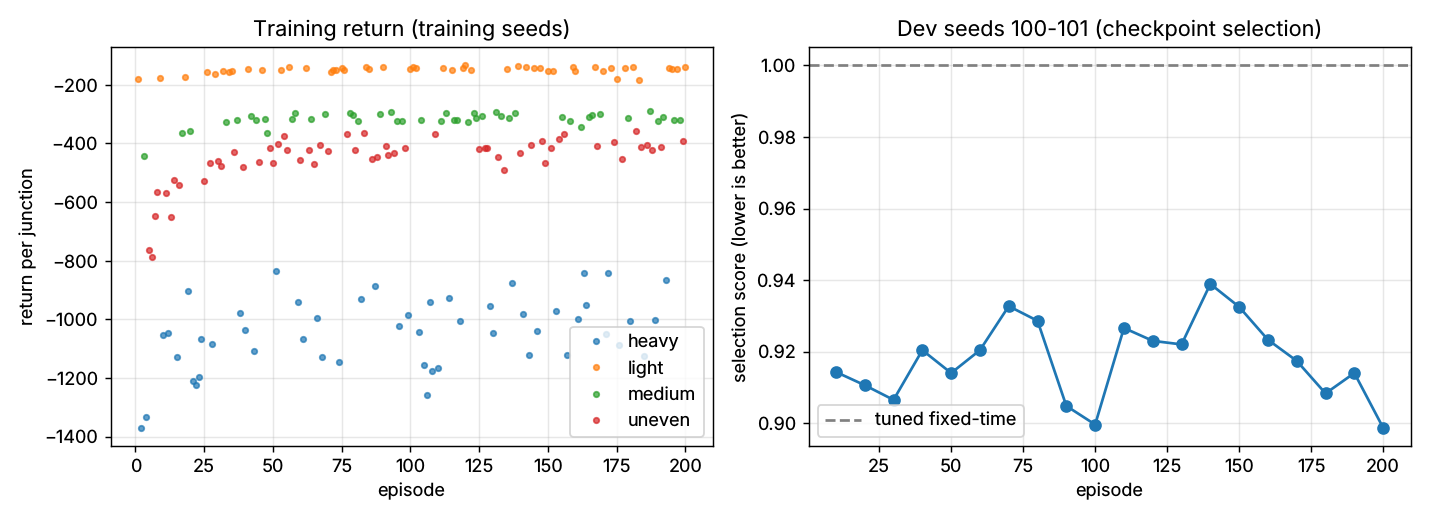 Training return (training seeds)
return per junction
−200
−400
−600
−800
−1000
−1200
−1400
0
25
50
75
100
125
150
175
200
episode
heavy
light
medium
uneven
Dev seeds 100-101 (checkpoint selection)
selection score (lower is better)
1.00
0.98
0.96
0.94
0.92
0.90
25
50
75
100
125
150
175
200
episode
tuned fixed-time